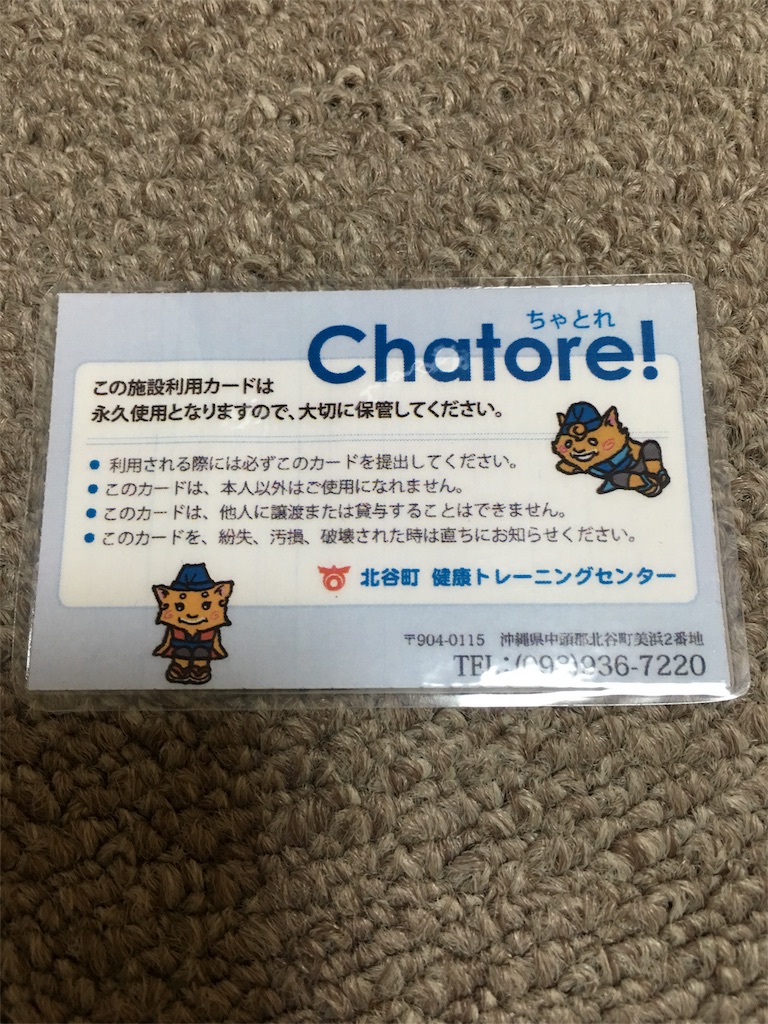 ちゃとれ
Chatore!
この施設利用カードは
永久使用となりますので、大切に保管してください。
● 利用される際には必ずこのカードを提出してください。
● このカードは、本人以外はご使用になれません。
● このカードは、他人に譲渡または貸与することはできません。
● このカードを、紛失、汚損、破壊された時は直ちにお知らせください。
北谷町 健康トレーニングセンター
〒904-0115 沖縄県中頭郡北谷町美浜2番地
TEL:(098)936-7220